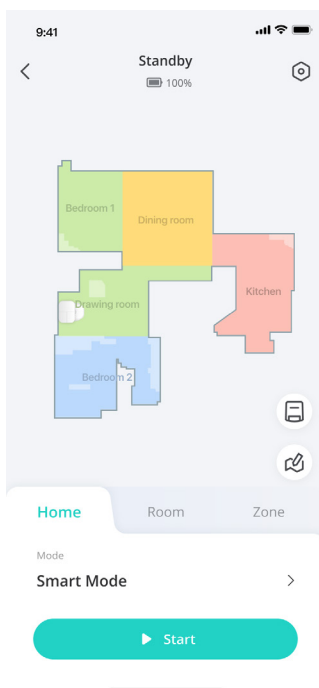 9:41
Standby
100%
Bedroom 1
Dining room
Kitchen
Drawing room
Bedroom 2
Home
Room
Zone
Mode
Smart Mode
Start